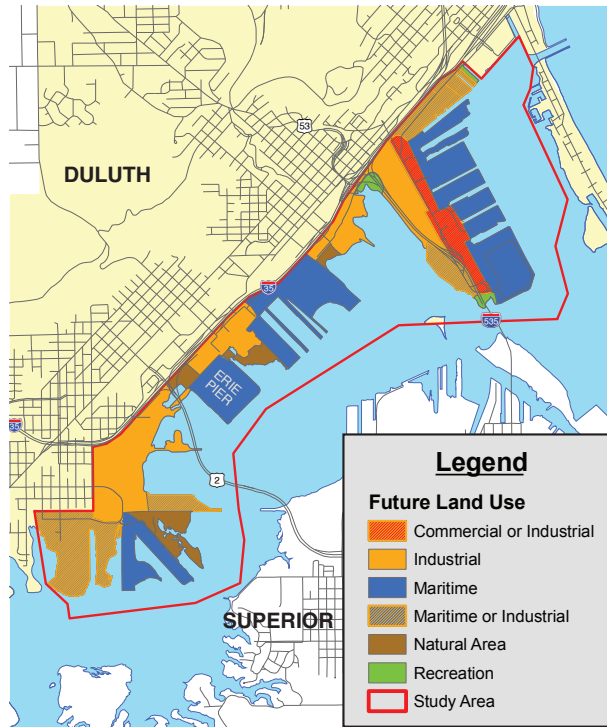 53
DULUTH
35
535
ERIE
PIER
35
2
SUPERIOR
Legend
Future Land Use
Commercial or Industrial
Industrial
Maritime
Maritime or Industrial
Natural Area
Recreation
Study Area